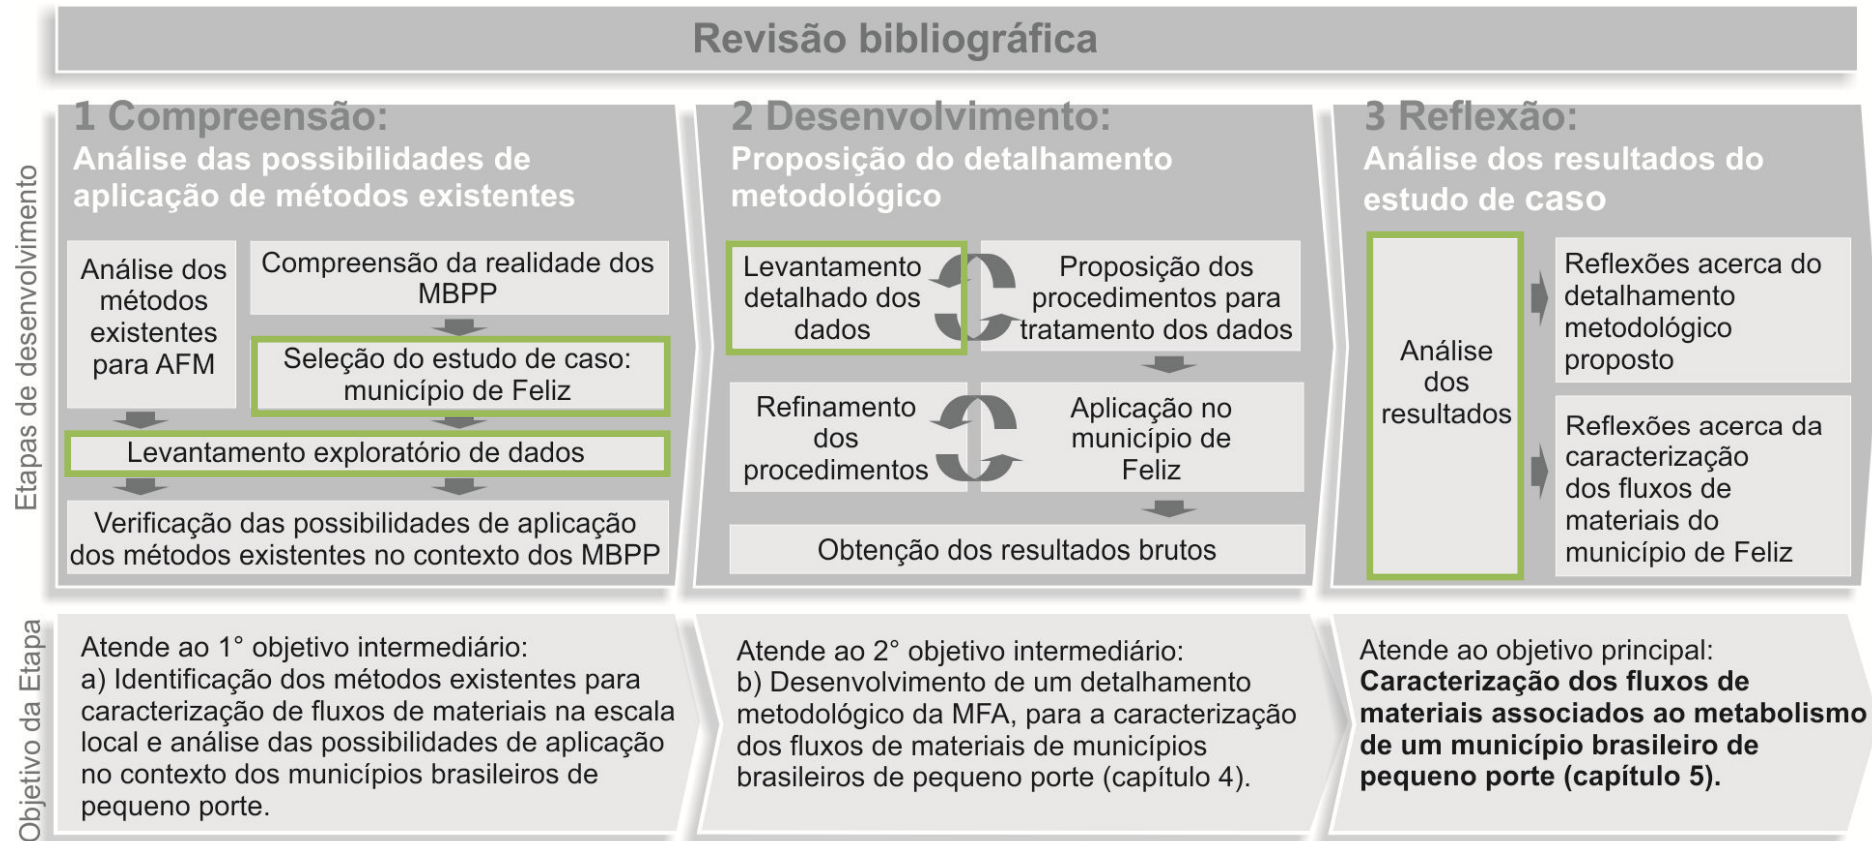 Revisão bibliográfica
Etapas de desenvolvimento
1 Compreensão:
Análise das possibilidades de
aplicação de métodos existentes
Análise dos
métodos
existentes
para AFM
Compreensão da realidade dos
MBPP
Seleção do estudo de caso:
município de Feliz
Levantamento exploratório de dados
Verificação das possibilidades de aplicação
dos métodos existentes no contexto dos MBPP
2 Desenvolvimento:
Proposição do detalhamento
metodológico
Levantamento
detalhado dos
dados
Proposição dos
procedimentos para
tratamento dos dados
Refinamento
dos
procedimentos
Aplicação no
município de
Feliz
Obtenção dos resultados brutos
3 Reflexão:
Análise dos resultados do
estudo de caso
Análise
dos
resultados
Reflexões acerca do
detalhamento
metodológico
proposto
Reflexões acerca da
caracterização
dos fluxos de
materiais do
município de Feliz
Objetivo da Etapa
Atende ao 1° objetivo intermediário:
a) Identificação dos métodos existentes para
caracterização de fluxos de materiais na escala
local e análise das possibilidades de aplicação
no contexto dos municípios brasileiros de
pequeno porte.
Atende ao 2° objetivo intermediário:
b) Desenvolvimento de um detalhamento
metodológico da MFA, para a caracterização
dos fluxos de materiais de municípios
brasileiros de pequeno porte (capítulo 4).
Atende ao objetivo principal:
Caracterização dos fluxos de
materiais associados ao metabolismo
de um município brasileiro de
pequeno porte (capítulo 5).